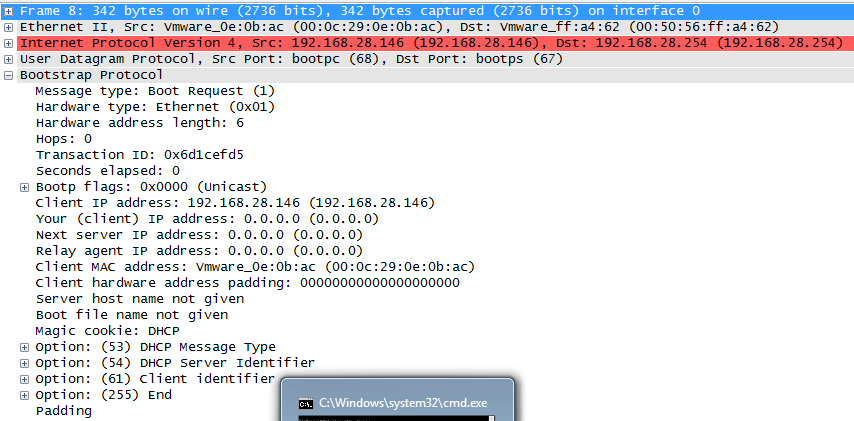 Frame 8: 342 bytes on wire (2736 bits), 342 bytes captured (2736 bits) on interface 0
Ethernet II, Src: Vmware_0e:0b:ac (00:0c:29:0e:0b:ac), Dst: Vmware_ff:a4:62 (00:50:56:ff:a4:62)
Internet Protocol Version 4, Src: 192.168.28.146 (192.168.28.146), Dst: 192.168.28.254 (192.168.28.254)
User Datagram Protocol, Src Port: bootpc (68), Dst Port: bootps (67)
Bootstrap Protocol
Message type: Boot Request (1)
Hardware type: Ethernet (0x01)
Hardware address length: 6
Hops: 0
Transaction ID: 0x6d1cefd5
Seconds elapsed: 0
Bootp flags: 0x0000 (Unicast)
Client IP address: 192.168.28.146 (192.168.28.146)
Your (client) IP address: 0.0.0.0 (0.0.0.0)
Next server IP address: 0.0.0.0 (0.0.0.0)
Relay agent IP address: 0.0.0.0 (0.0.0.0)
Client MAC address: Vmware_0e:0b:ac (00:0c:29:0e:0b:ac)
Client hardware address padding: 00000000000000000000
Server host name not given
Boot file name not given
Magic cookie: DHCP
Option: (53) DHCP Message Type
Option: (54) DHCP Server Identifier
Option: (61) Client identifier
Option: (255) End
Padding
C:\Windows\system32\cmd.exe